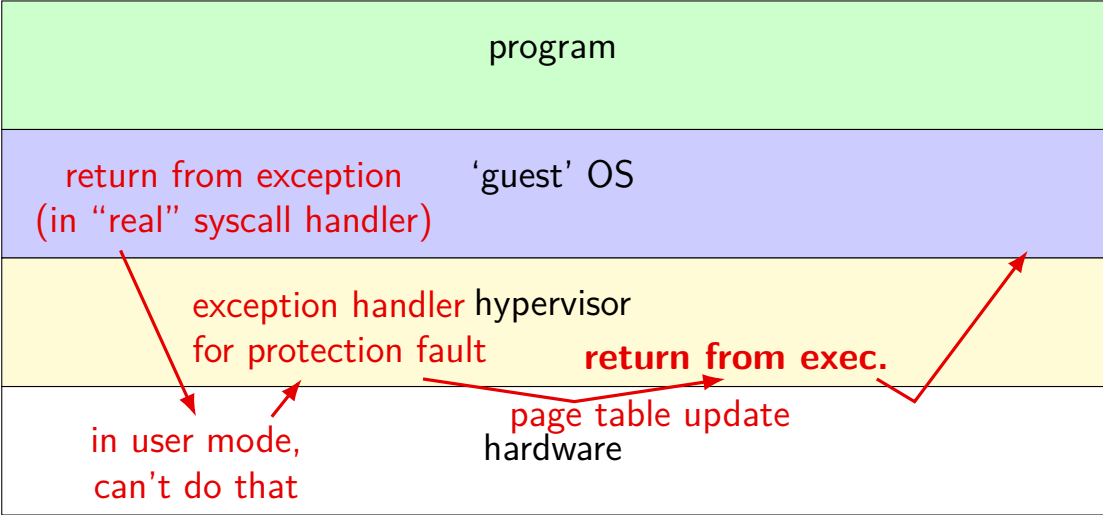 program
return from exception
(in “real” syscall handler)
‘guest’ OS
exception handler
for protection fault
hypervisor
return from exec.
page table update
in user mode,
can't do that
hardware